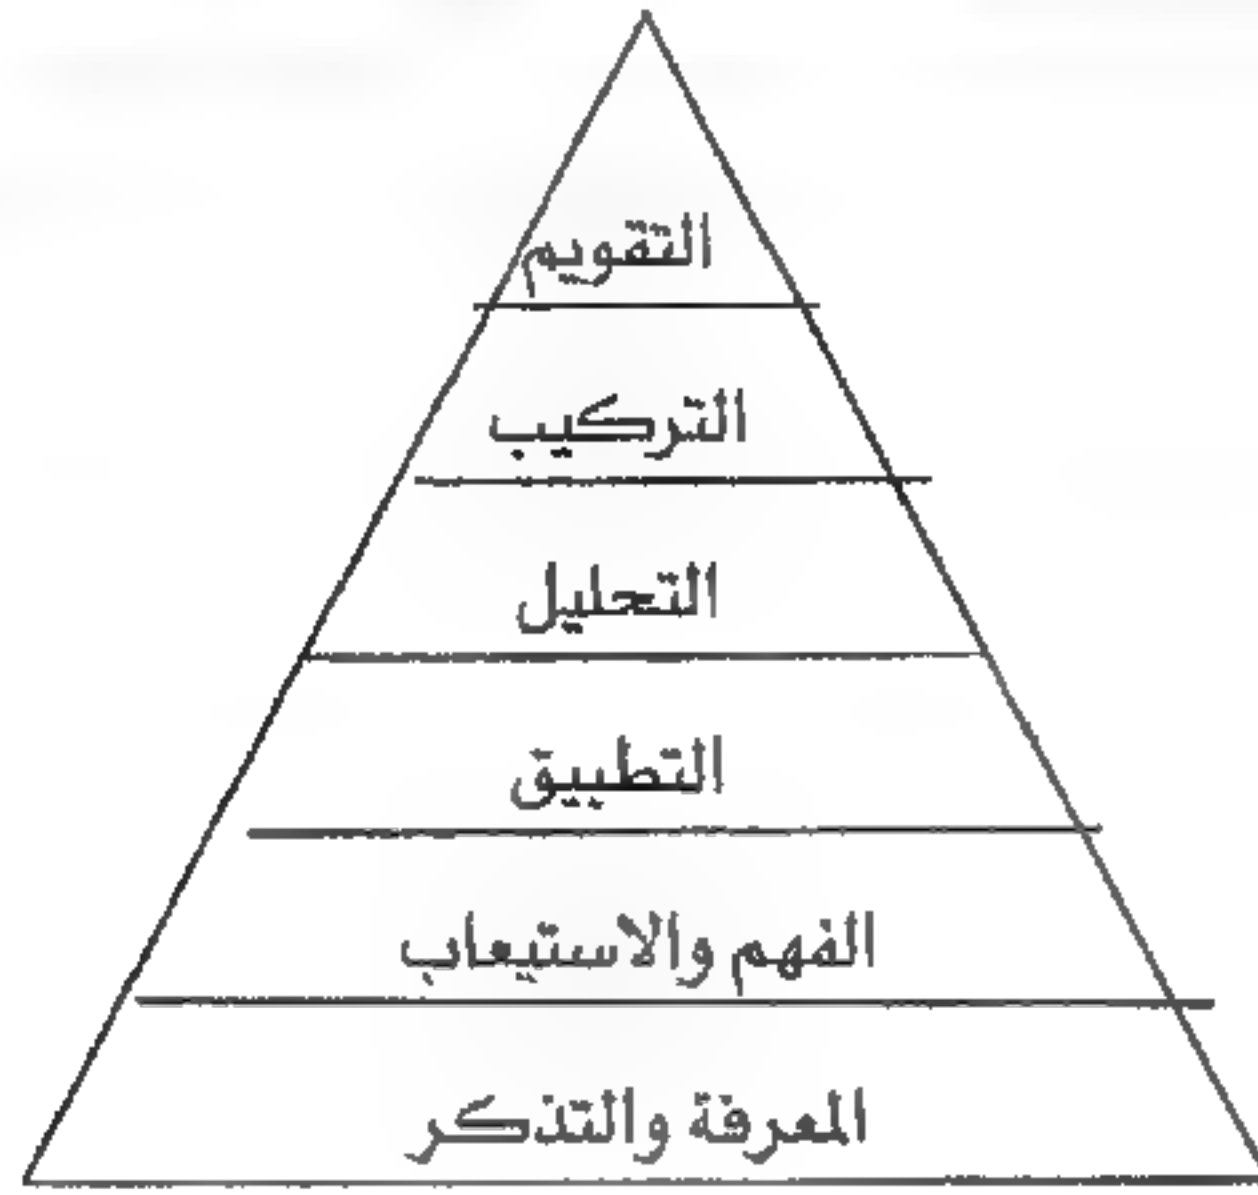 التقويم
التركيب
التحليل
التطبيق
الفهم والاستيعاب
المعرفة والتذكر